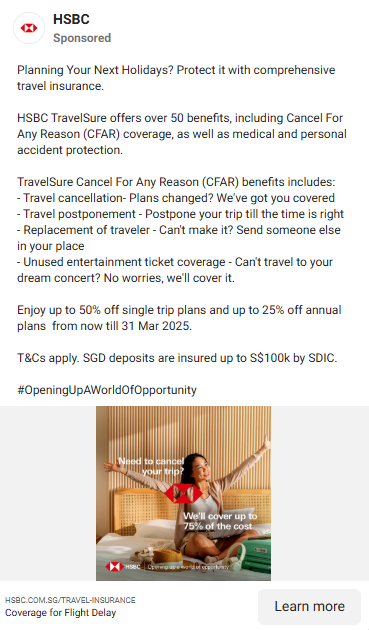 HSBC
Sponsored
Planning Your Next Holidays? Protect it with comprehensive
travel insurance.
HSBC TravelSure offers over 50 benefits, including Cancel For
Any Reason (CFAR) coverage, as well as medical and personal
accident protection.
TravelSure Cancel For Any Reason (CFAR) benefits includes:
- Travel cancellation- Plans changed? We've got you covered
- Travel postponement - Postpone your trip till the time is right
- Replacement of traveler - Can't make it? Send someone else
in your place
- Unused entertainment ticket coverage - Can't travel to your
dream concert? No worries, we'll cover it.
Enjoy up to 50% off single trip plans and up to 25% off annual
plans  from now till 31 Mar 2025.
T&Cs apply. SGD deposits are insured up to S$100k by SDIC.
#OpeningUpAWorldOfOpportunity
Need to cancel
your trip?
We'll cover up to
75% of the cost
HSBC | Opening up a world of opportunity
HSBC.COM.SG/TRAVEL-INSURANCE
Coverage for Flight Delay
Learn more